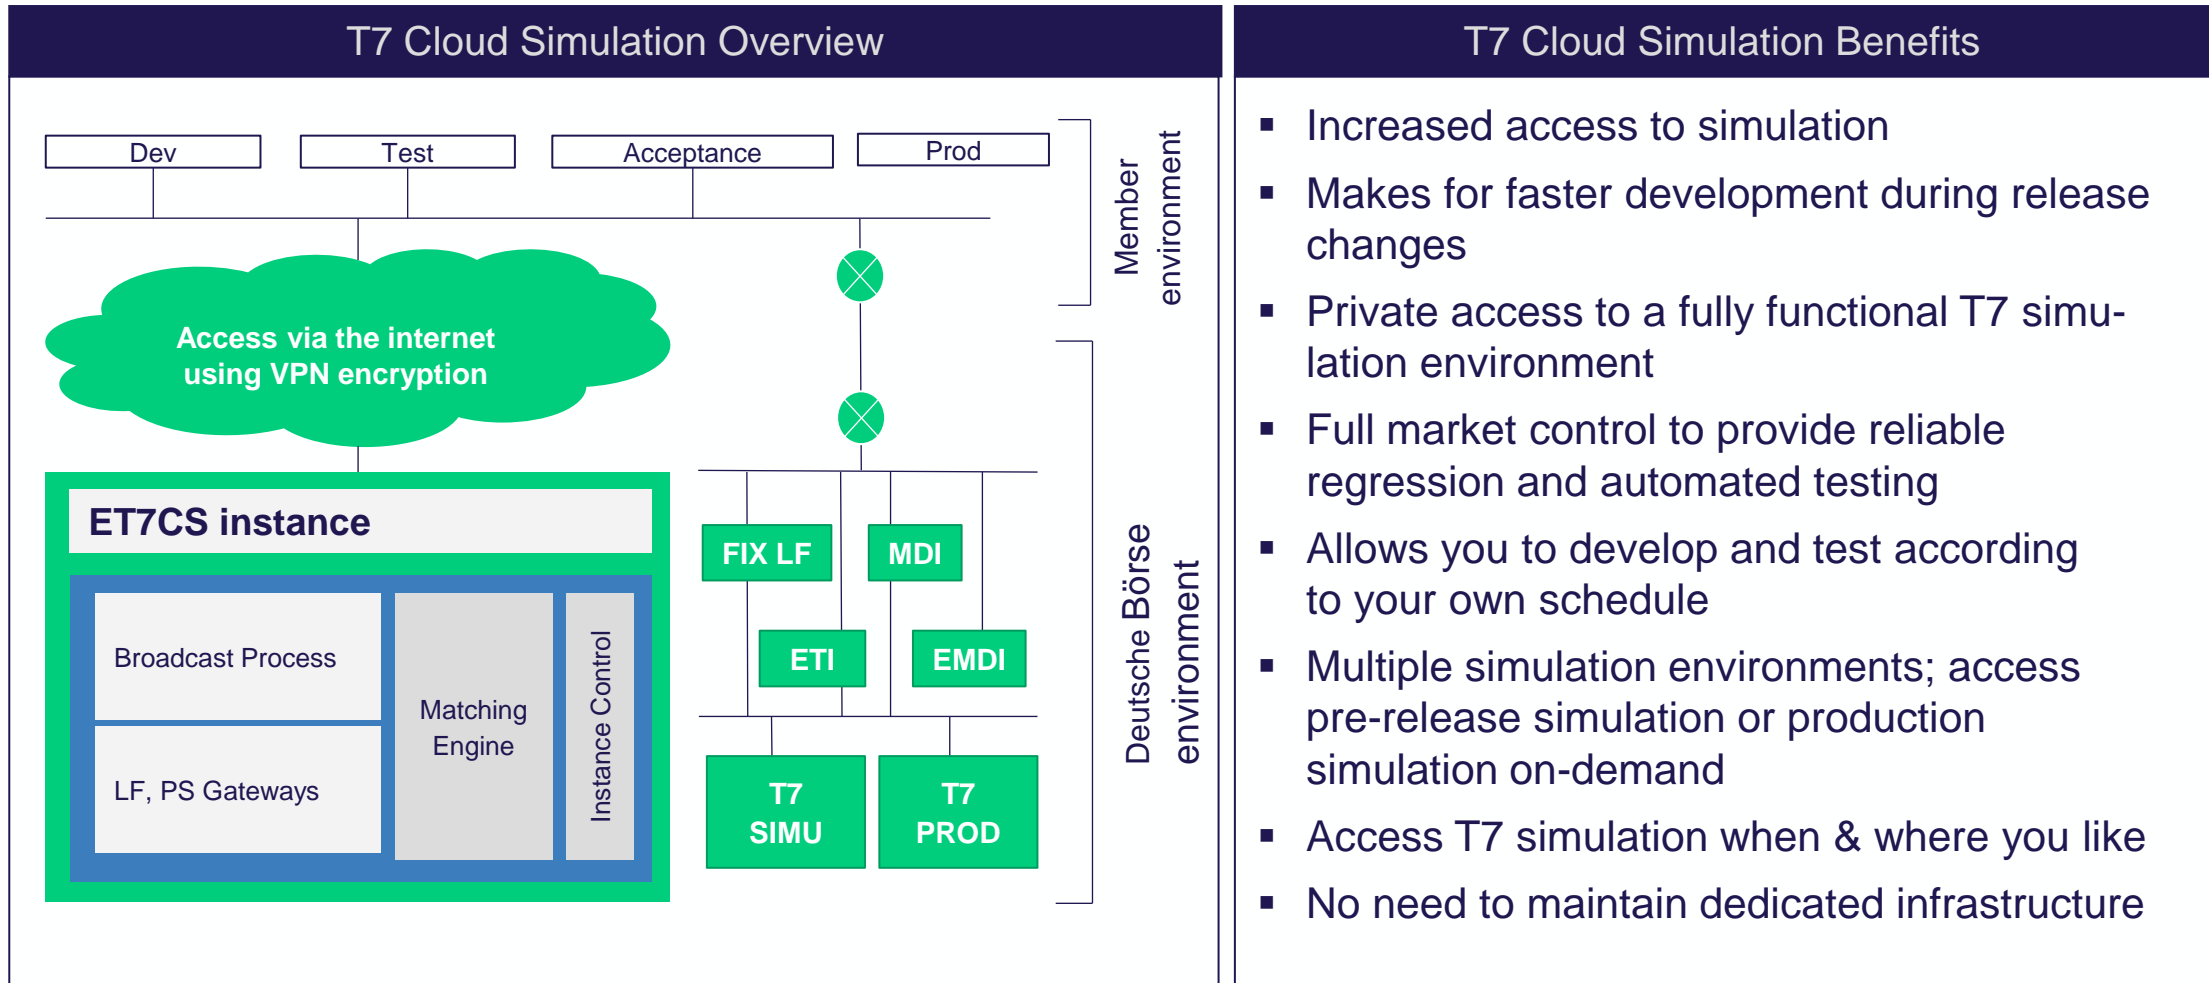 T7 Cloud Simulation Overview
Dev
Test
Acceptance
Prod
Member
environment
Access via the internet
using VPN encryption
ET7CS instance
Broadcast Process
LF, PS Gateways
Matching
Engine
Instance Control
FIX LF
MDI
ETI
EMDI
T7
SIMU
T7
PROD
Deutsche Börse
environment
T7 Cloud Simulation Benefits
▪ Increased access to simulation
▪ Makes for faster development during release
changes
▪ Private access to a fully functional T7 simu-
lation environment
▪ Full market control to provide reliable
regression and automated testing
▪ Allows you to develop and test according
to your own schedule
▪ Multiple simulation environments; access
pre-release simulation or production
simulation on-demand
▪ Access T7 simulation when & where you like
▪ No need to maintain dedicated infrastructure